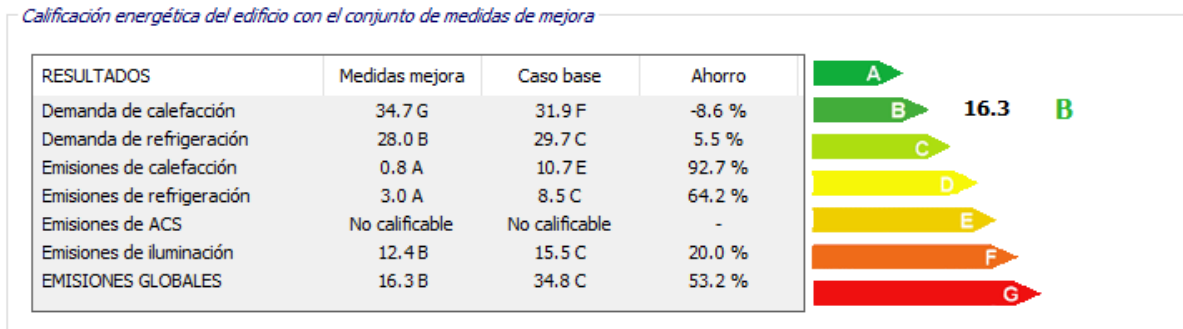 Calificación energética del edificio con el conjunto de medidas de mejora
RESULTADOS Medidas mejora Caso base Ahorro
Demanda de calefacción 34.7 G 31.9 F -8.6 %
Demanda de refrigeración 28.0 B 29.7 C 5.5 %
Emisiones de calefacción 0.8 A 10.7 E 92.7 %
Emisiones de refrigeración 3.0 A 8.5 C 64.2 %
Emisiones de ACS No calificable No calificable -
Emisiones de iluminación 12.4 B 15.5 C 20.0 %
EMISIONES GLOBALES 16.3 B 34.8 C 53.2 %
A
B 16.3 B
C
D
E
F
G